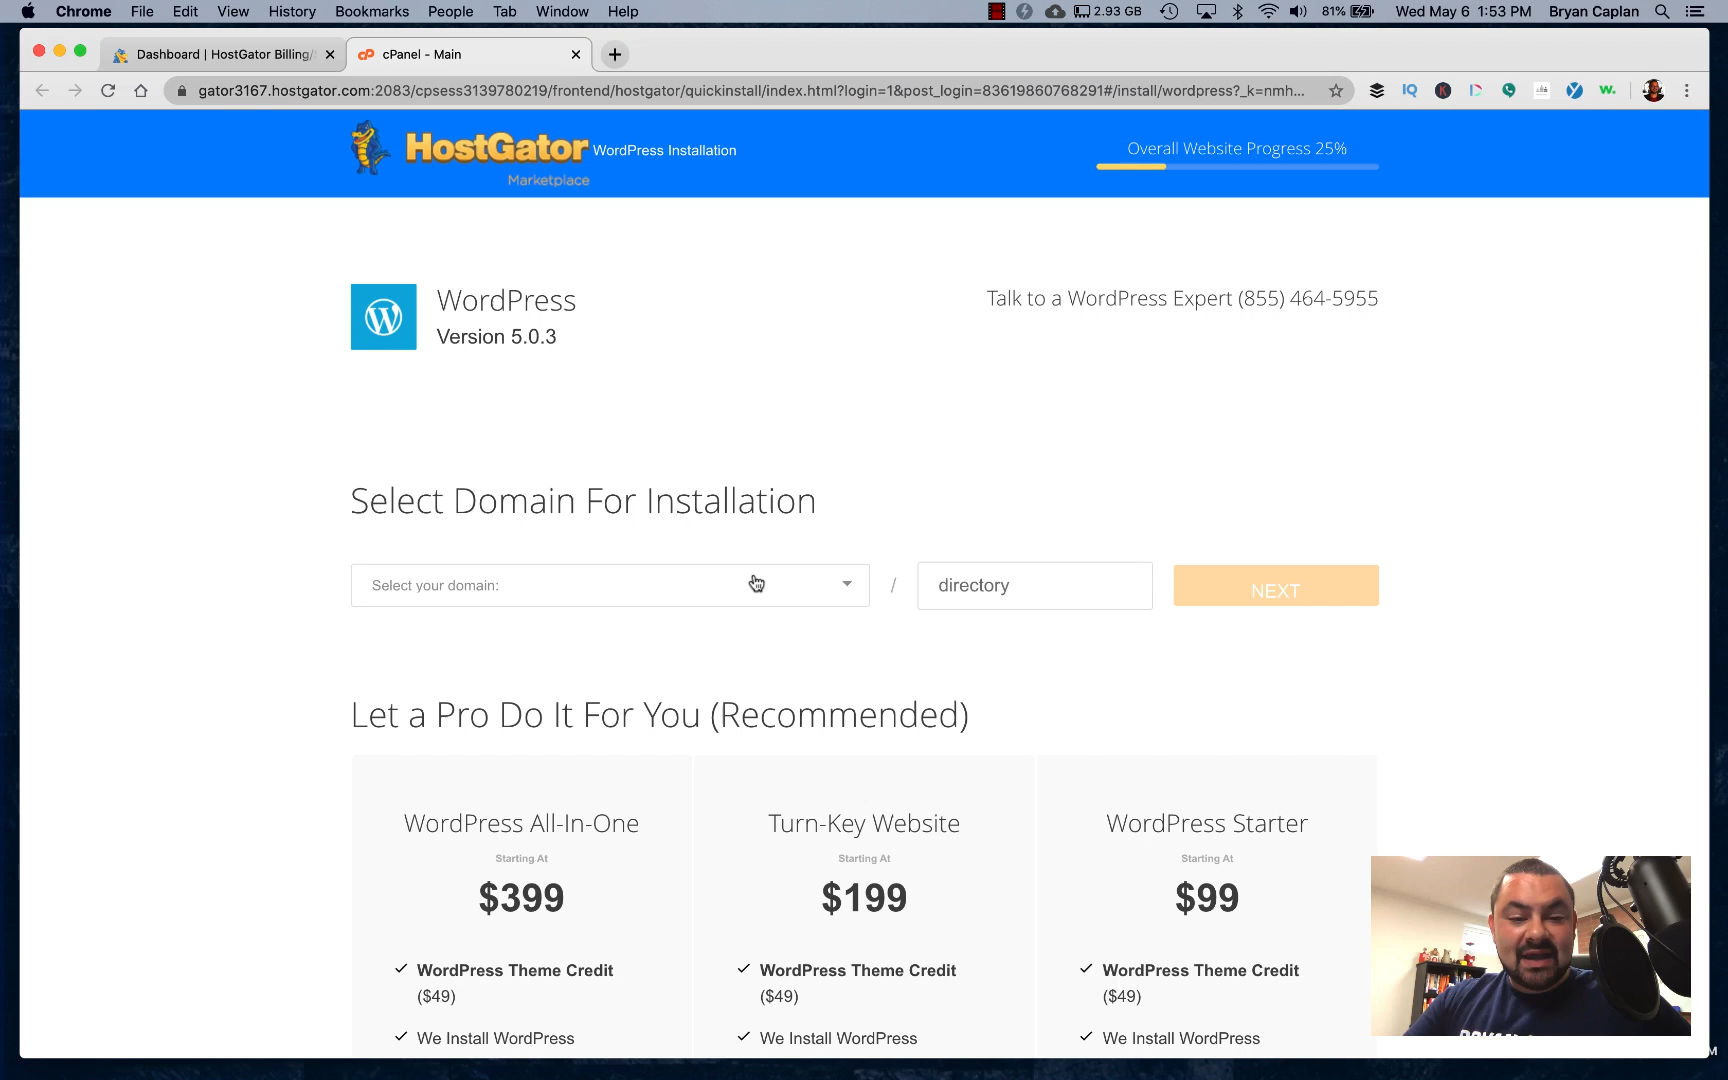 Chrome File Edit View History Bookmarks People Tab Window Help 2.93 GB 81% Wed May 6 1:53 PM Bryan Caplan
Dashboard | HostGator Billing/
cPanel - Main
gator3167.hostgator.com:2083/cpsess3139780219/frontend/hostgator/quickinstall/index.html?login=1&post_login=83619860768291#/install/wordpress?_k=nmh...
HostGator WordPress Installation
Marketplace
Overall Website Progress 25%
WordPress
Version 5.0.3
Talk to a WordPress Expert (855) 464-5955
Select Domain For Installation
Select your domain: / directory NEXT
Let a Pro Do It For You (Recommended)
WordPress All-In-One
Starting At
$399
WordPress Theme Credit
($49)
We Install WordPress
Turn-Key Website
Starting At
$199
WordPress Theme Credit
($49)
We Install WordPress
WordPress Starter
Starting At
$99
WordPress Theme Credit
($49)
We Install WordPress